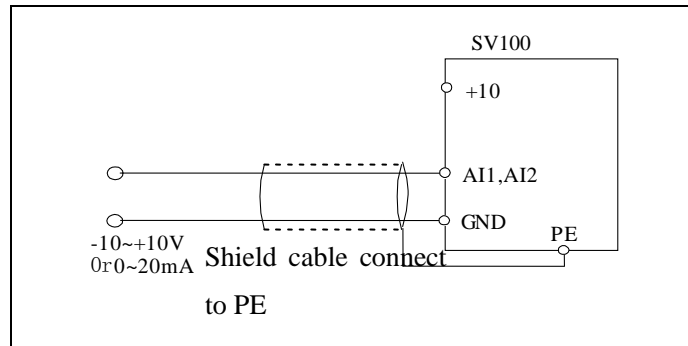 SV100
+10
AI1,AI2
GND
PE
-10~+10V
0r0~20mA
Shield cable connect
to PE